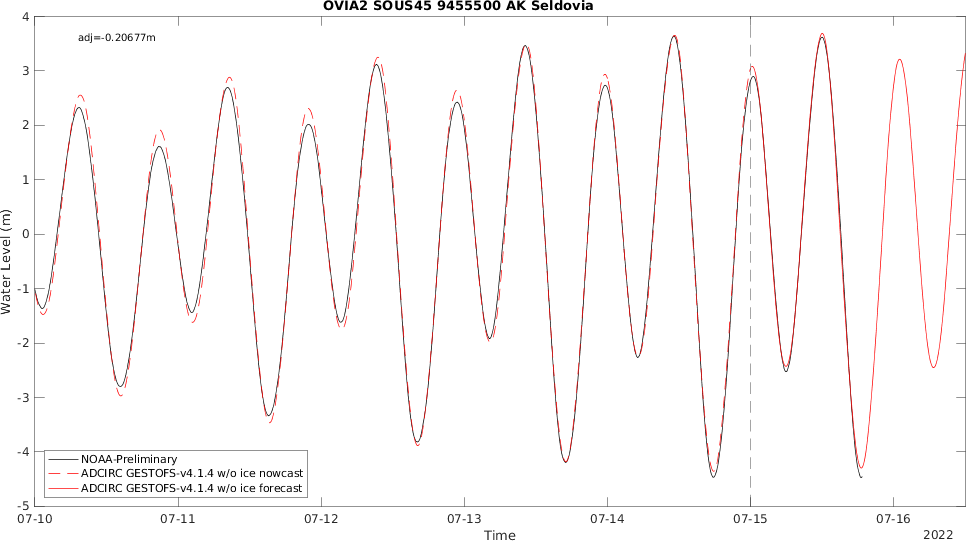 OVIA2 SOUS45 9455500 AK Seldovia
adj=-0.20677m
4
3
2
1
0
-1
-2
-3
-4
-5
Water Level (m)
NOAA-Preliminary
ADCIRC GESTOFS-v4.1.4 w/o ice nowcast
ADCIRC GESTOFS-v4.1.4 w/o ice forecast
07-10 07-11 07-12 07-13 07-14 07-15 07-16
Time
2022